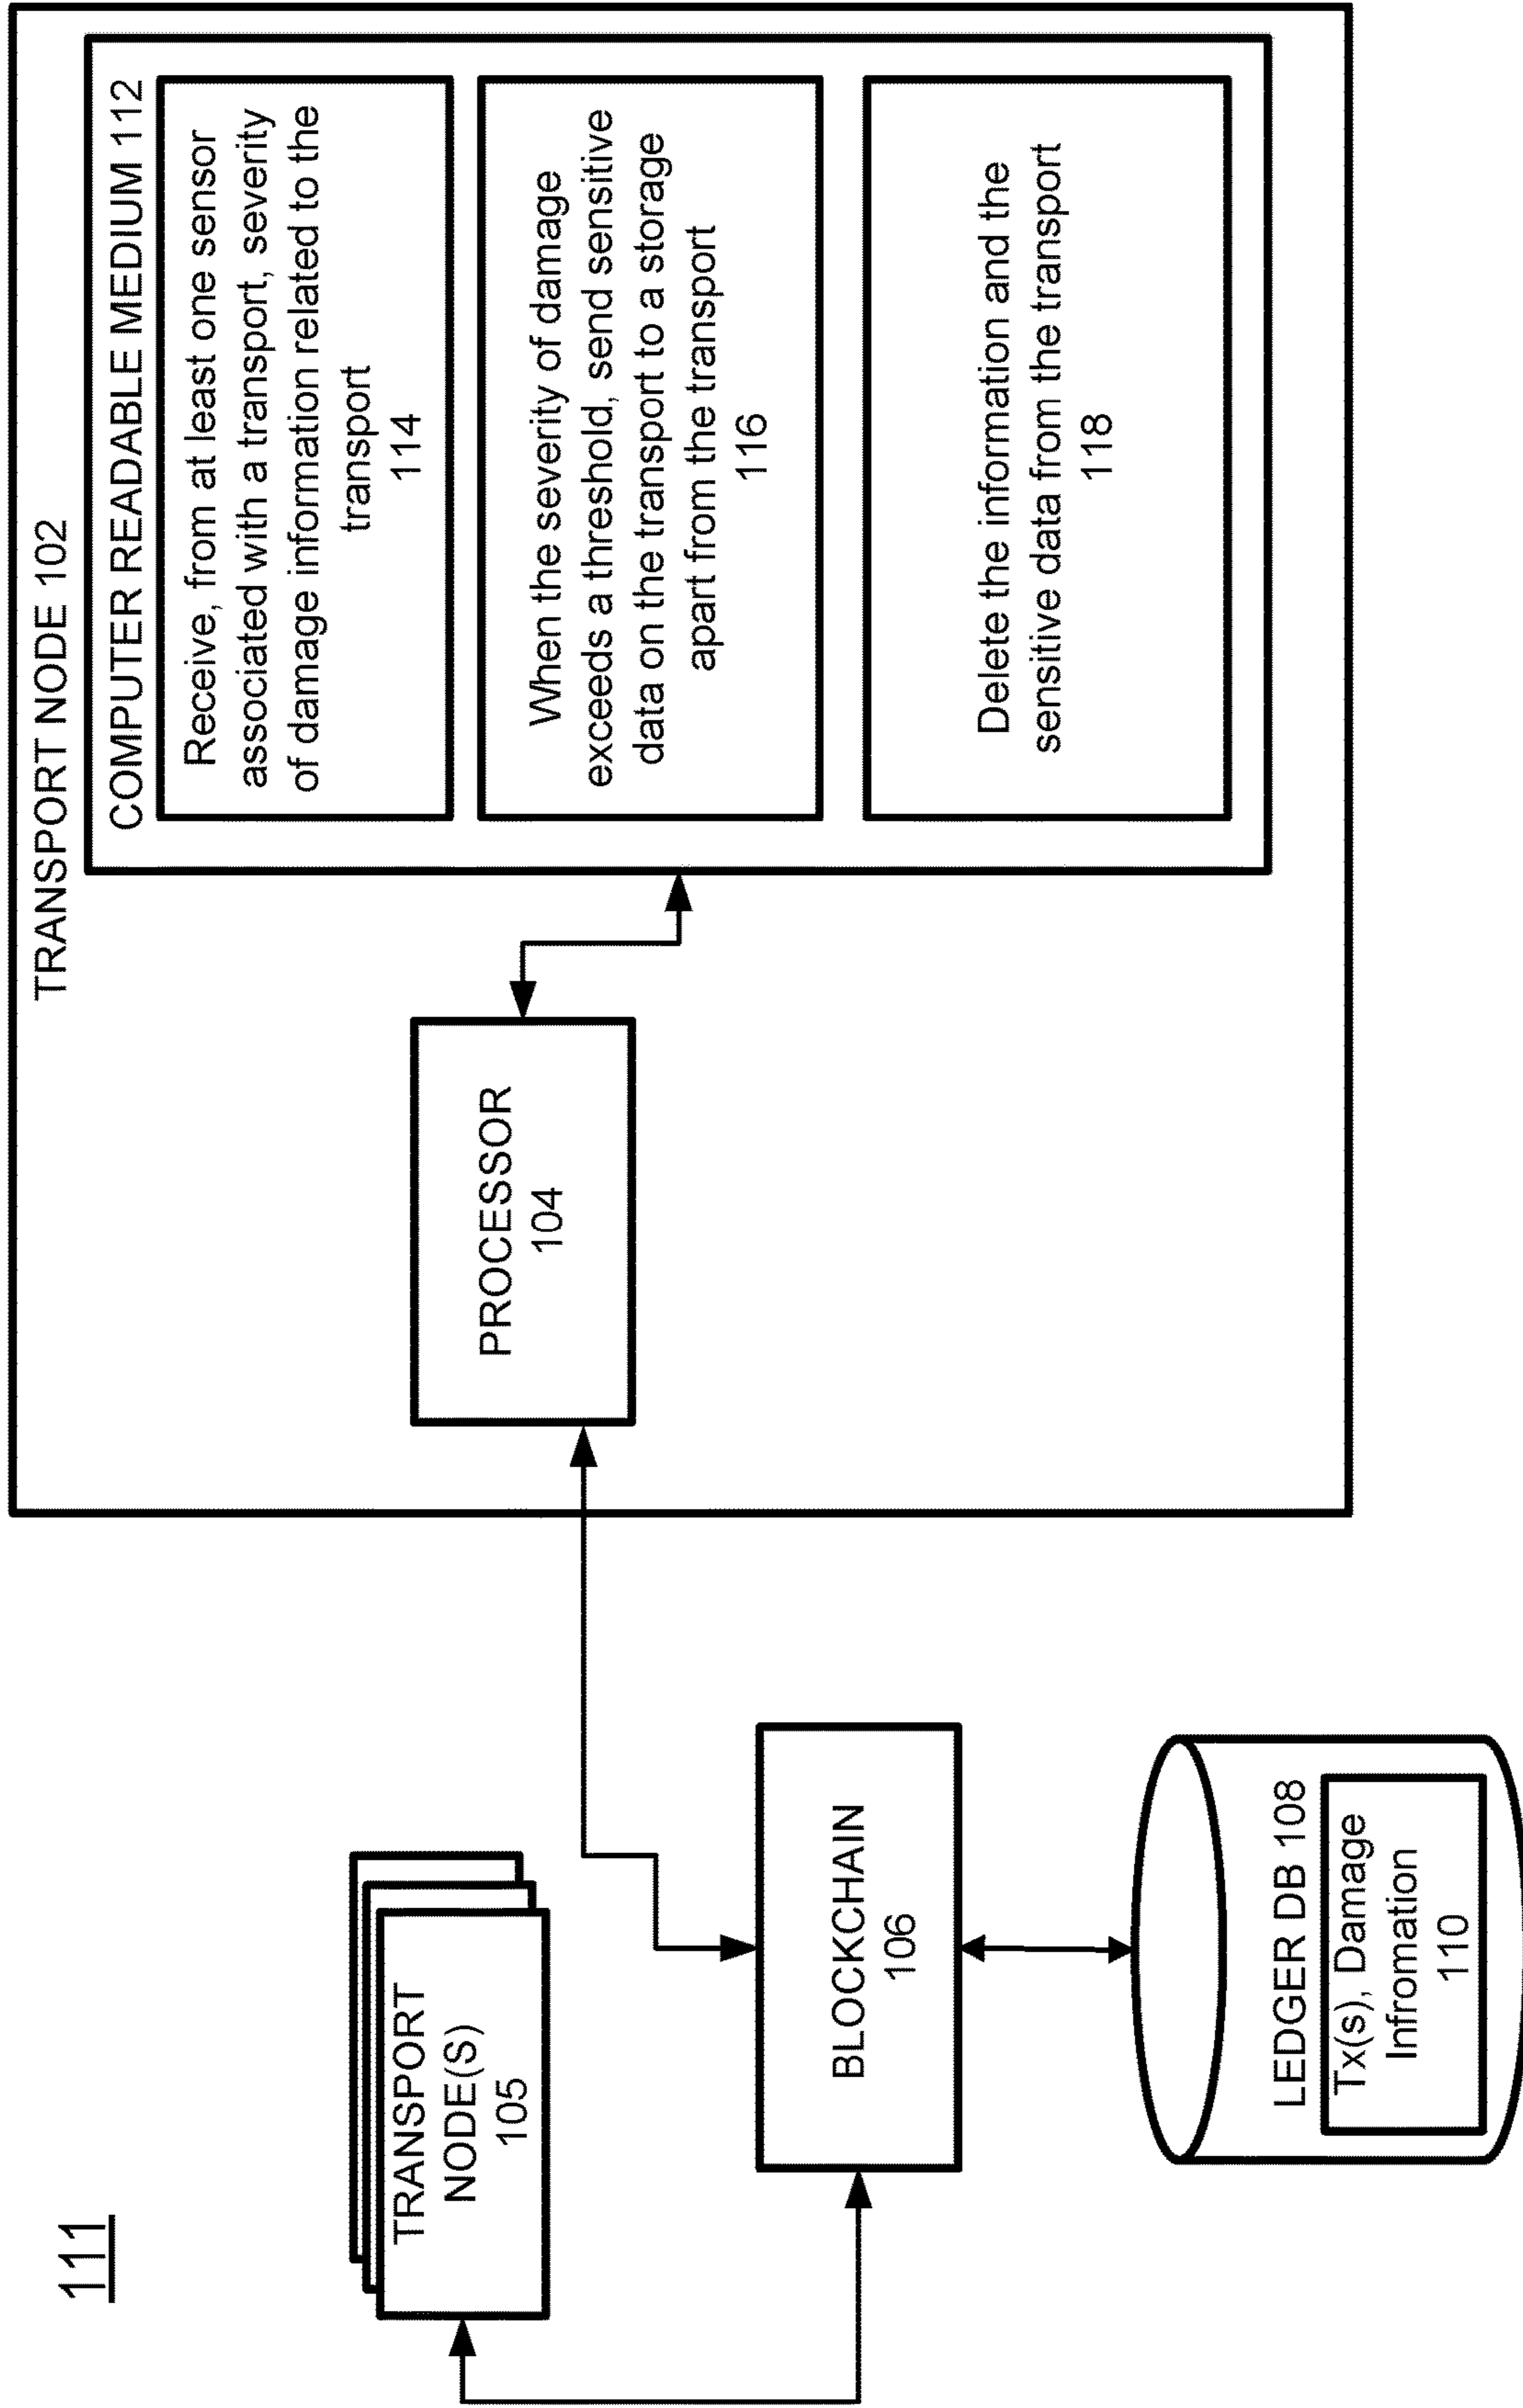 111
TRANSPORT
NODE(S)
105
BLOCKCHAIN
106
LEDGER DB 108
Tx(s), Damage
Infromation
110
TRANSPORT NODE 102
PROCESSOR
104
COMPUTER READABLE MEDIUM 112
Receive, from at least one sensor
associated with a transport, severity
of damage information related to the
transport
114
When the severity of damage
exceeds a threshold, send sensitive
data on the transport to a storage
apart from the transport
116
Delete the information and the
sensitive data from the transport
118